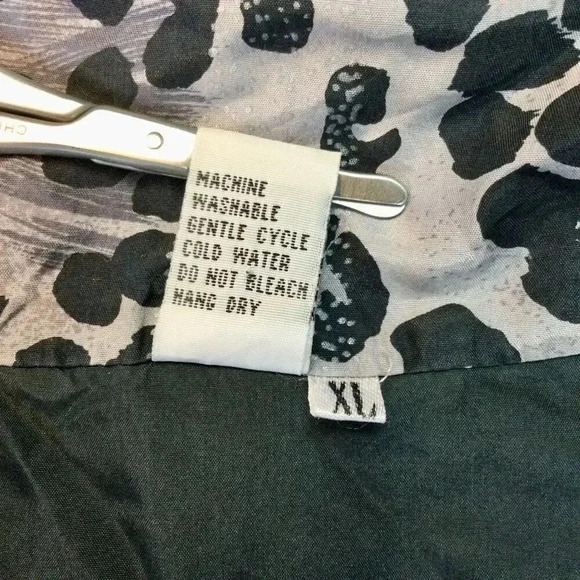 MACHINE
WASHABLE
GENTLE CYCLE
COLD WATER
DO NOT BLEACH
HANG DRY
XL